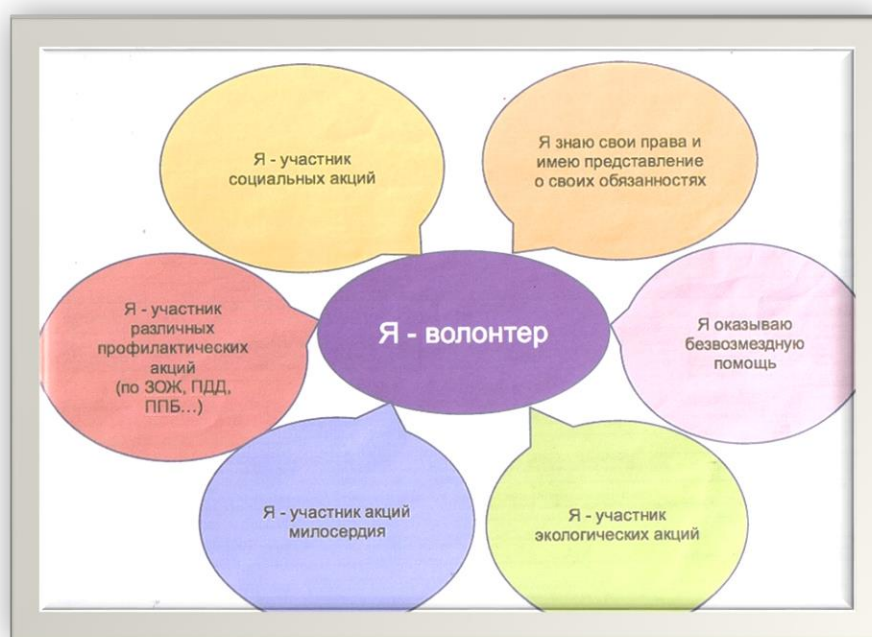 Я - участник
социальных акций
Я знаю свои права и
имею представление
о своих обязанностях
Я - участник
различных
профилактических
акций
(по ЗОЖ, ПДД,
ППБ...)
Я - волонтер
Я оказываю
безвозмездную
помощь
Я - участник акций
милосердия
Я - участник
экологических акций